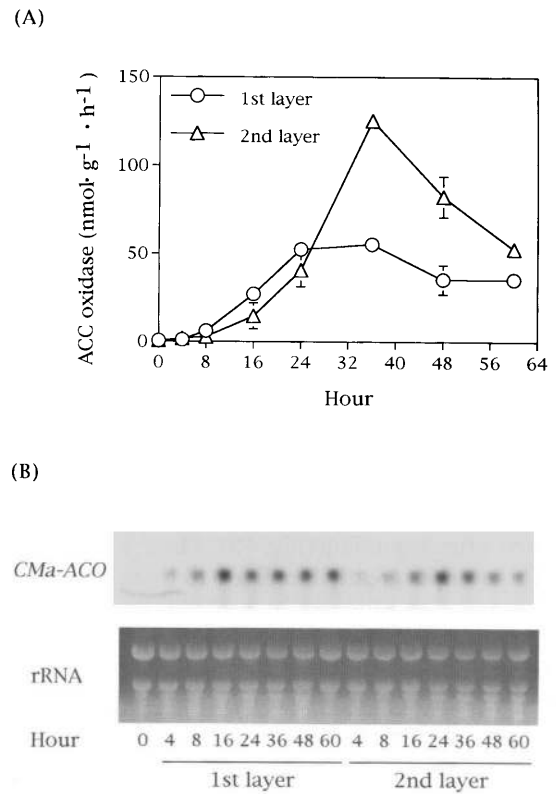 (A)
ACC oxidase (nmol· g-1 · h-1 )
150
100
50
0
1st layer
2nd layer
0 8 16 24 32 40 48 56 64
Hour
(B)
CMa-ACO
rRNA
Hour 0 4 8 16 24 36 48 60 4 8 16 24 36 48 60
1st layer 2nd layer